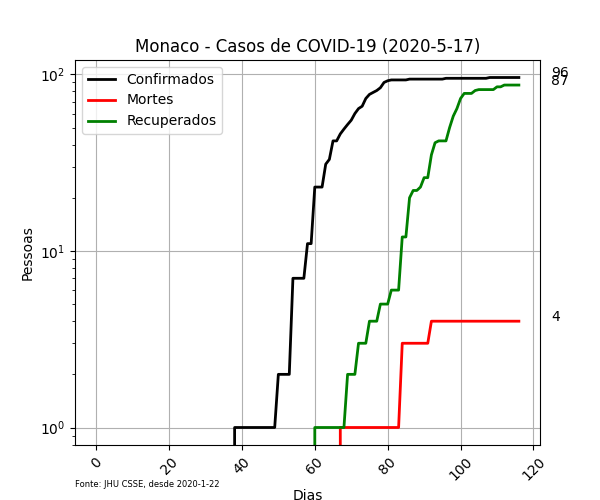 Monaco - Casos de COVID-19 (2020-5-17)
Confirmados
Mortes
Recuperados
10²
10¹
10⁰
Pessoas
96
87
4
0
20
40
60
80
100
120
Dias
Fonte: JHU CSSE, desde 2020-1-22